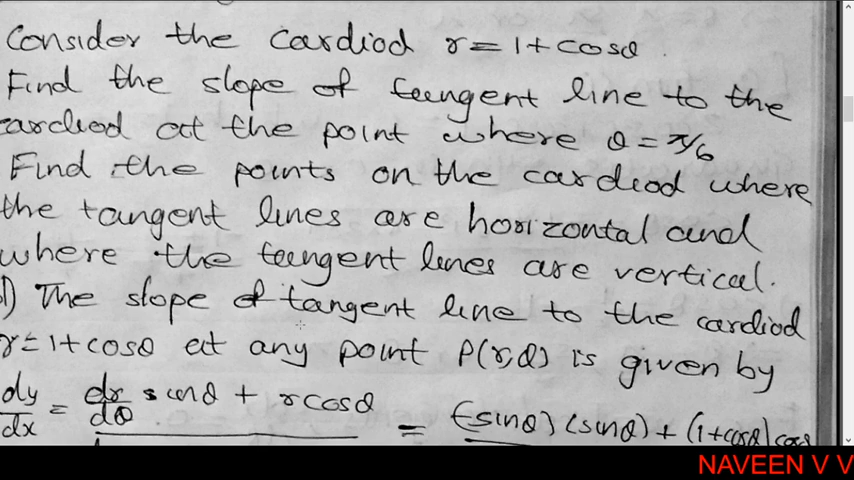 Consider the cardiod r = 1+cosθ.
Find the slope of tangent line to the
cardiod at the point where θ = π/6
Find the points on the cardiod where
the tangent lines are horizontal and
where the tangent lines are vertical.
) The slope of tangent line to the cardiod
r = 1+cosθ at any point P(r,θ) is given by
dy/dx = dr/dθ sinθ + rcosθ = (-sinθ)(sinθ) + (1+cosθ)cos
NAVEEN V V